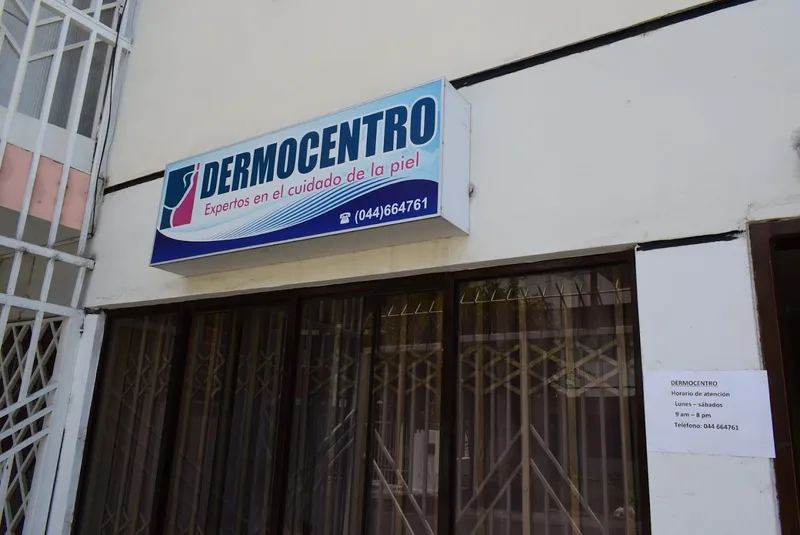 DERMOCENTRO
Expertos en el cuidado de la piel
☎ (044)664761
DERMOCENTRO
Horario de atención
Lunes – sábados
9 am – 8 pm
Teléfono: 044 664761